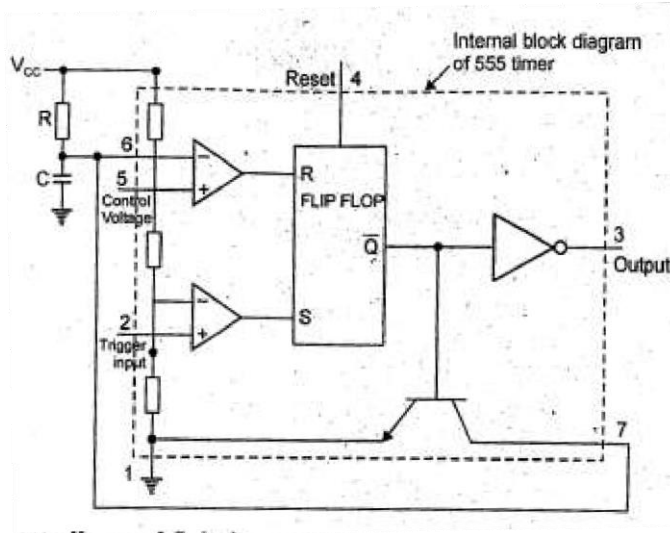 Internal block diagram
of 555 timer
V_CC
Reset 4
R
6
−
5
+
R
C
Control
Voltage
FLIP FLOP
Q̅
3
Output
−
2
+
S
Trigger
input
7
1